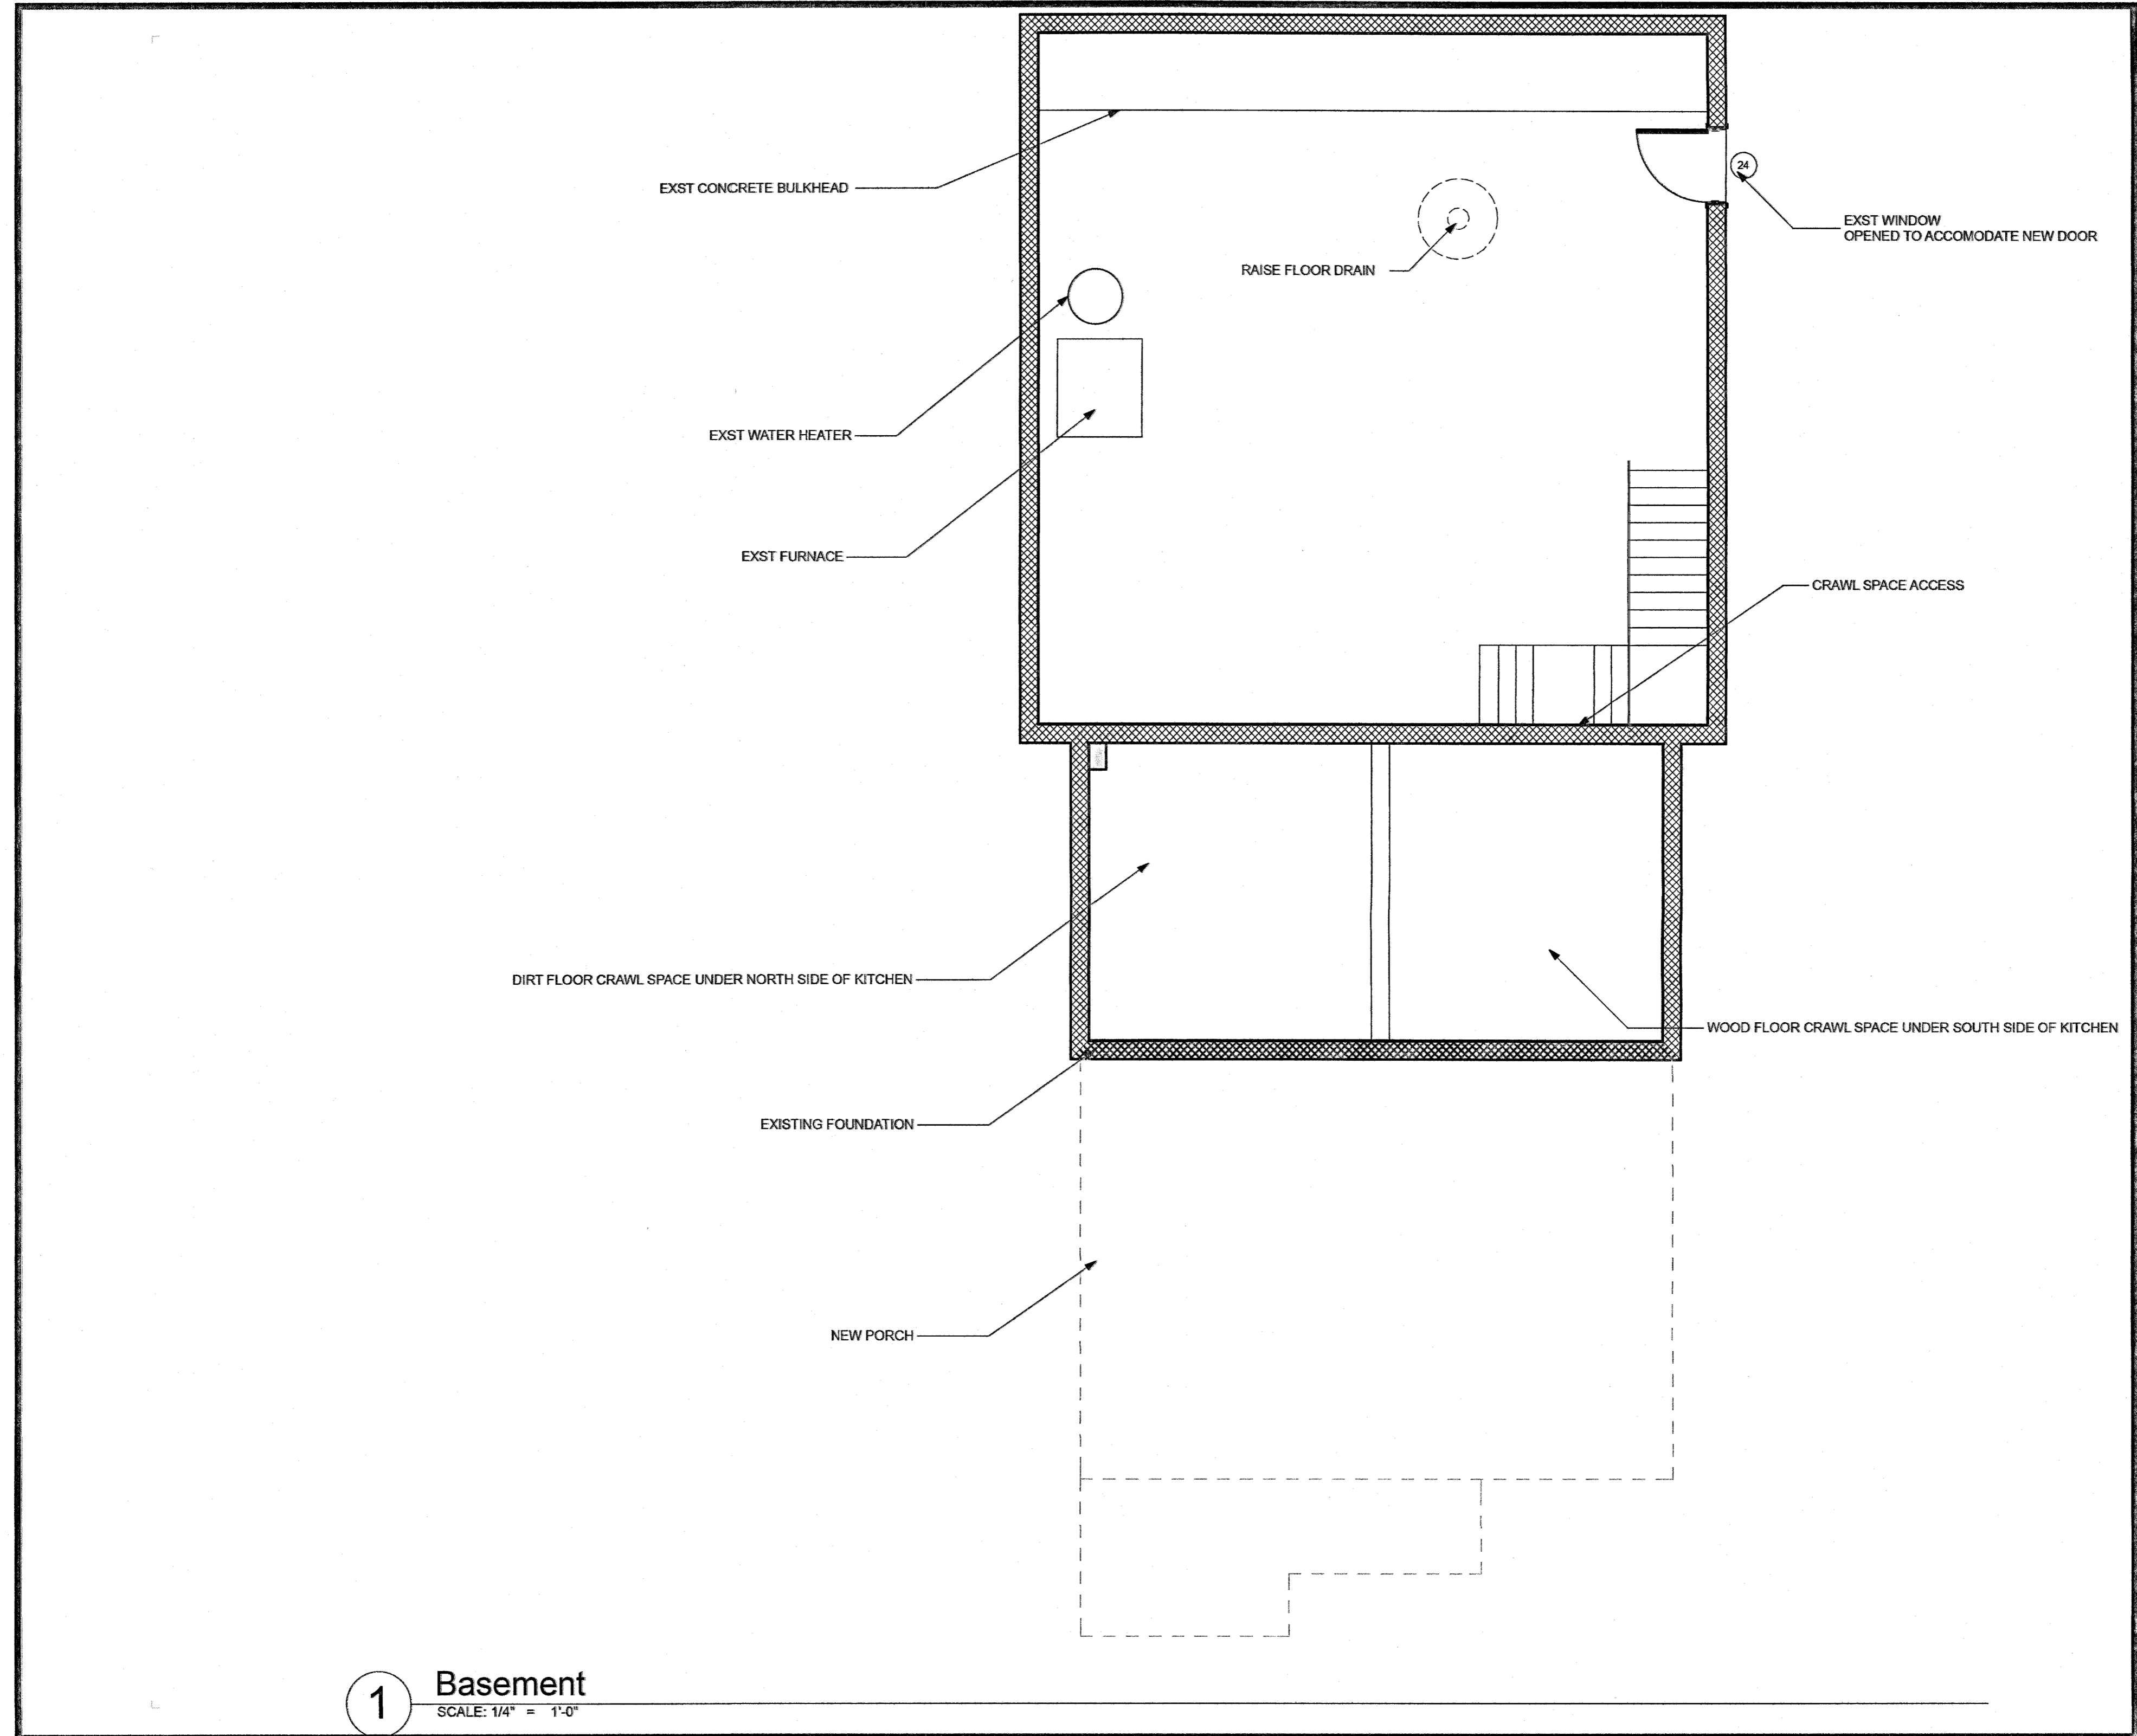 EXST CONCRETE BULKHEAD
24
EXST WINDOW
OPENED TO ACCOMODATE NEW DOOR
RAISE FLOOR DRAIN
EXST WATER HEATER
EXST FURNACE
CRAWL SPACE ACCESS
DIRT FLOOR CRAWL SPACE UNDER NORTH SIDE OF KITCHEN
WOOD FLOOR CRAWL SPACE UNDER SOUTH SIDE OF KITCHEN
EXISTING FOUNDATION
NEW PORCH
1
Basement
SCALE: 1/4" = 1'-0"